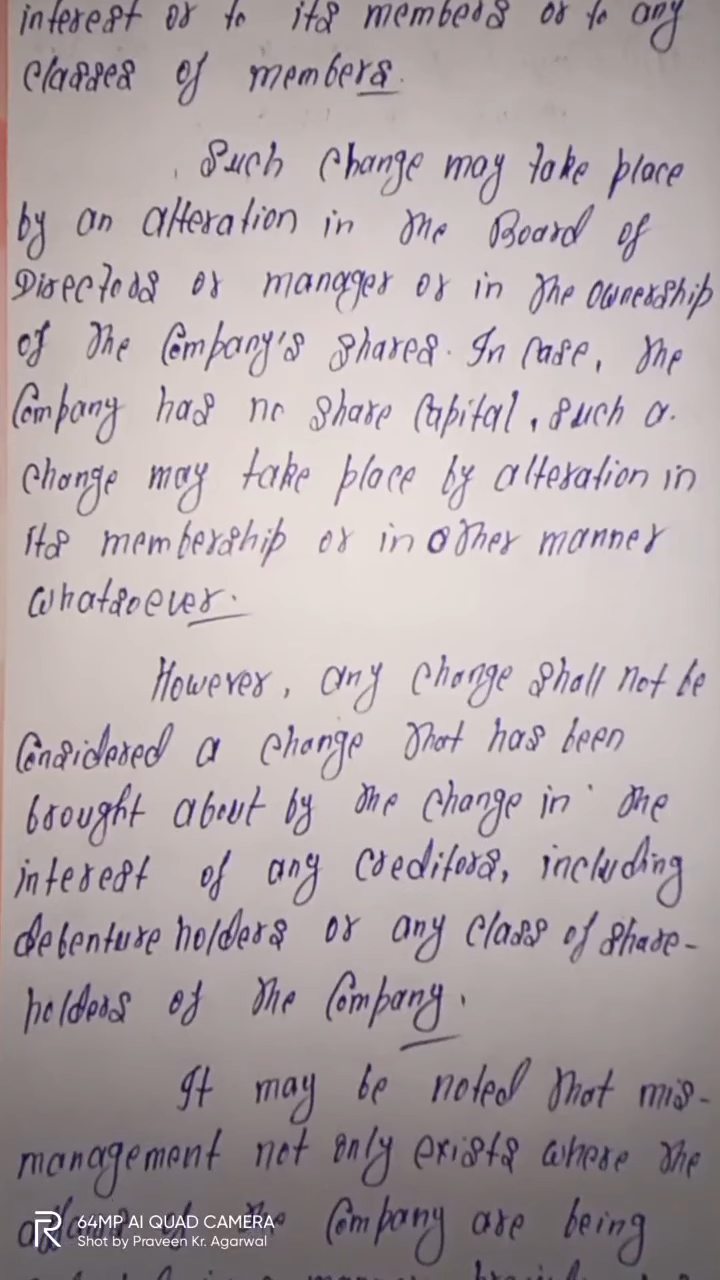 interest or to its members or to any
classes of members.
Such change may take place
by an alteration in the Board of
Directors or manager or in the ownership
of the Company's shares. In case, the
Company has no share capital, such a
change may take place by alteration in
its membership or in other manner
whatsoever.
However, any change shall not be
Considered a change that has been
brought about by the change in the
interest of any creditors, including
debenture holders or any class of share-
holders of the Company.
It may be noted that mis-
management not only exists where the
of the Company are being
64MP AI QUAD CAMERA
Shot by Praveen Kr. Agarwal